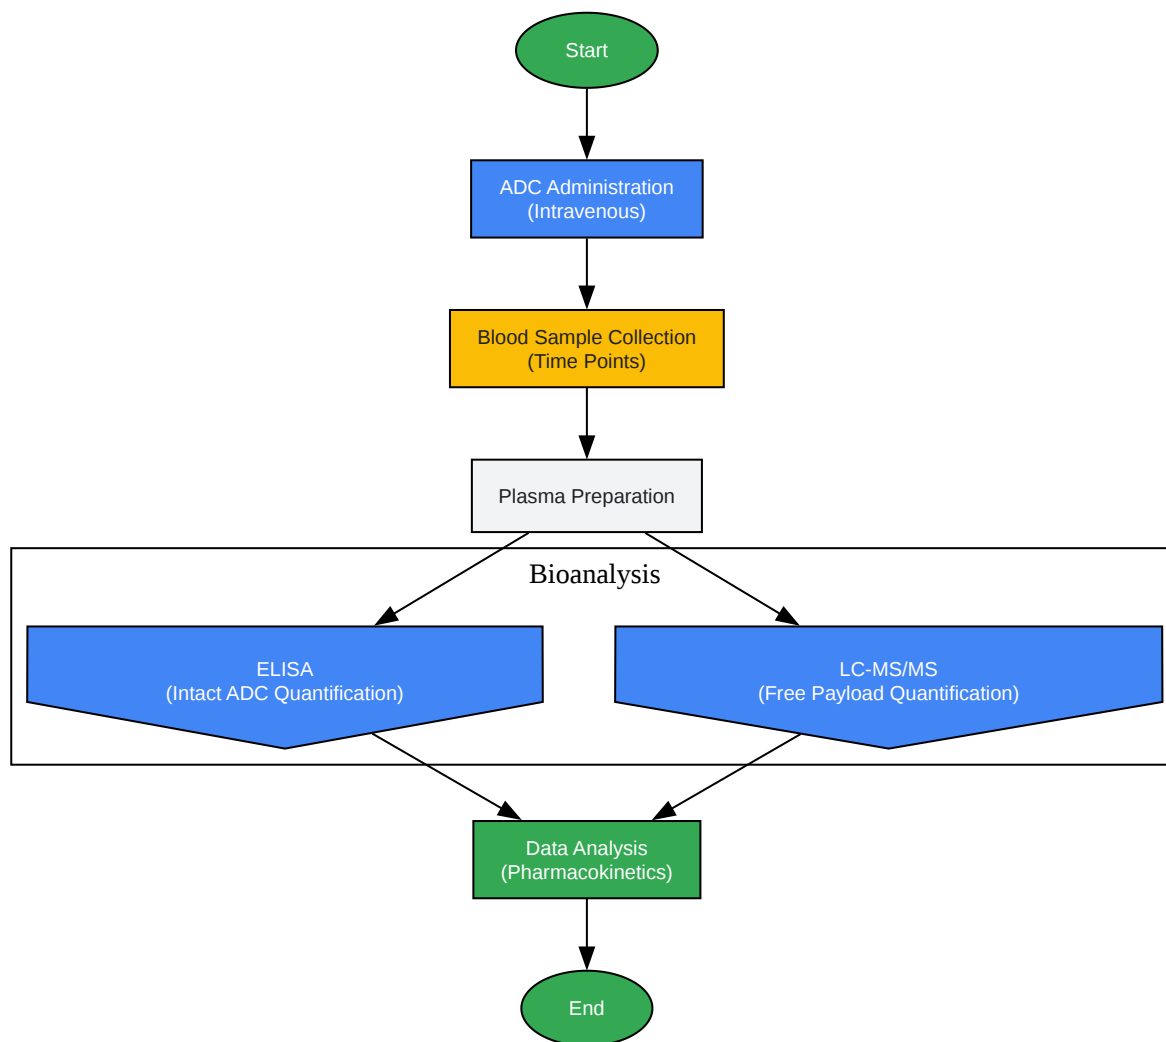 Start
ADC Administration
(Intravenous)
Blood Sample Collection
(Time Points)
Plasma Preparation
Bioanalysis
ELISA
(Intact ADC Quantification)
LC-MS/MS
(Free Payload Quantification)
Data Analysis
(Pharmacokinetics)
End